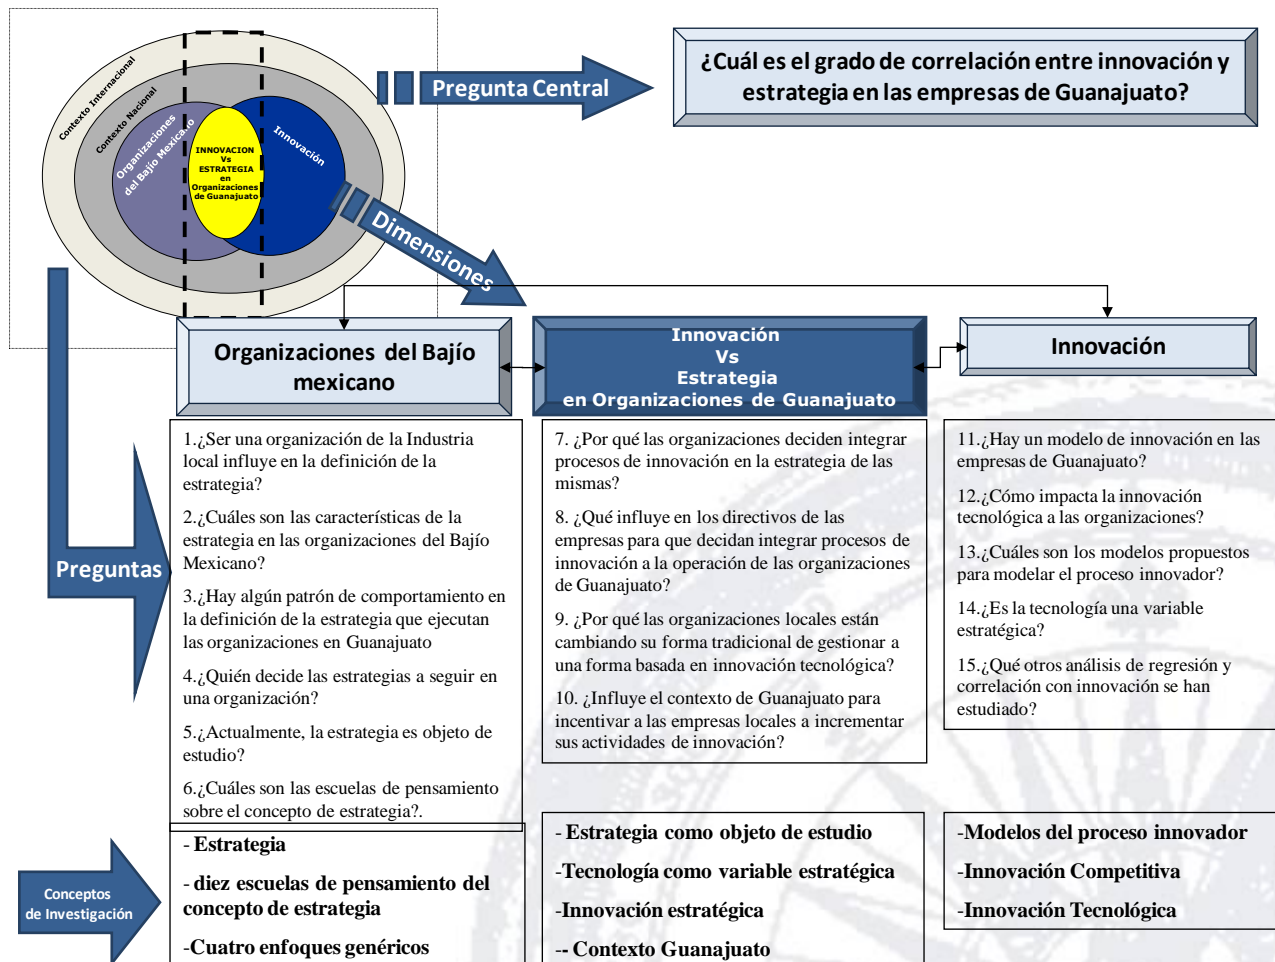 Contexto Internacional
Contexto Nacional
Organizaciones
del Bajío Mexicano
INNOVACION
Vs
ESTRATEGIA
en
Organizaciones
de Guanajuato
Innovación
Pregunta Central
¿Cuál es el grado de correlación entre innovación y
estrategia en las empresas de Guanajuato?
Dimensiones
Organizaciones del Bajío
mexicano
Innovación
Vs
Estrategia
en Organizaciones de Guanajuato
Innovación
Preguntas
1.¿Ser una organización de la Industria
local influye en la definición de la
estrategia?
2.¿Cuáles son las características de la
estrategia en las organizaciones del Bajío
Mexicano?
3.¿Hay algún patrón de comportamiento en
la definición de la estrategia que ejecutan
las organizaciones en Guanajuato
4.¿Quién decide las estrategias a seguir en
una organización?
5.¿Actualmente, la estrategia es objeto de
estudio?
6.¿Cuáles son las escuelas de pensamiento
sobre el concepto de estrategia?.
7. ¿Por qué las organizaciones deciden integrar
procesos de innovación en la estrategia de las
mismas?
8. ¿Qué influye en los directivos de las
empresas para que decidan integrar procesos de
innovación a la operación de las organizaciones
de Guanajuato?
9. ¿Por qué las organizaciones locales están
cambiando su forma tradicional de gestionar a
una forma basada en innovación tecnológica?
10. ¿Influye el contexto de Guanajuato para
incentivar a las empresas locales a incrementar
sus actividades de innovación?
11.¿Hay un modelo de innovación en las
empresas de Guanajuato?
12.¿Cómo impacta la innovación
tecnológica a las organizaciones?
13.¿Cuáles son los modelos propuestos
para modelar el proceso innovador?
14.¿Es la tecnología una variable
estratégica?
15.¿Qué otros análisis de regresión y
correlación con innovación se han
estudiado?
Conceptos
de Investigación
- Estrategia
- diez escuelas de pensamiento del
concepto de estrategia
-Cuatro enfoques genéricos
- Estrategia como objeto de estudio
-Tecnología como variable estratégica
-Innovación estratégica
-- Contexto Guanajuato
-Modelos del proceso innovador
-Innovación Competitiva
-Innovación Tecnológica